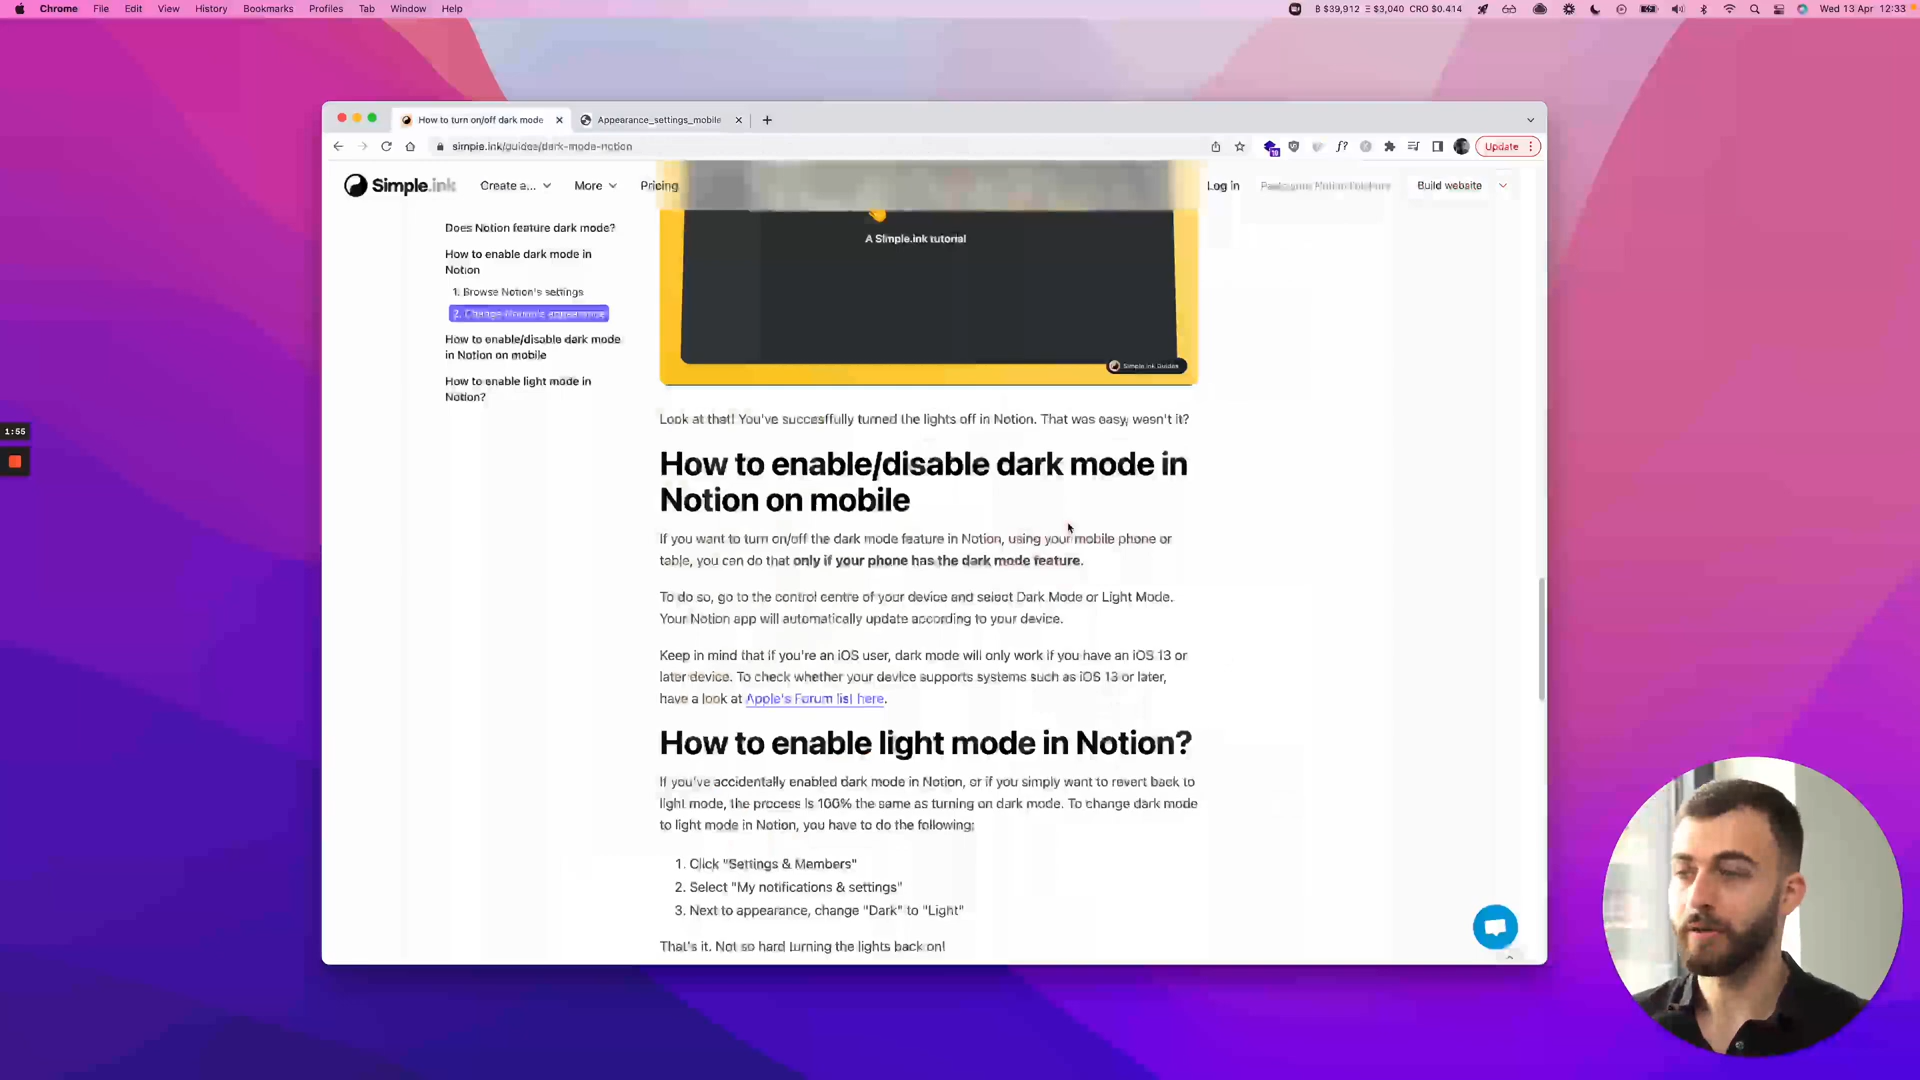 Chrome File Edit View History Bookmarks Profiles Tab Window Help
₿ $39,912 Ξ $3,040 CRO $0.414
Wed 13 Apr 12:33
How to turn on/off dark mode
Appearance_settings_mobile
simple.ink/guides/dark-mode-notion
Update
Simple.ink
Create a... More Pricing
Log in
Build website
Does Notion feature dark mode?
How to enable dark mode in
Notion
1. Browse Notion's settings
2. Change Notion's appearance
How to enable/disable dark mode
in Notion on mobile
How to enable light mode in
Notion?
1:55
A Simple.ink tutorial
Simple.ink Guides
Look at that! You've successfully turned the lights off in Notion. That was easy, wasn't it?
How to enable/disable dark mode in
Notion on mobile
If you want to turn on/off the dark mode feature in Notion, using your mobile phone or
table, you can do that only if your phone has the dark mode feature.
To do so, go to the control centre of your device and select Dark Mode or Light Mode.
Your Notion app will automatically update according to your device.
Keep in mind that if you're an iOS user, dark mode will only work if you have an iOS 13 or
later device. To check whether your device supports systems such as iOS 13 or later,
have a look at Apple's Forum list here.
How to enable light mode in Notion?
If you've accidentally enabled dark mode in Notion, or if you simply want to revert back to
light mode, the process is 100% the same as turning on dark mode. To change dark mode
to light mode in Notion, you have to do the following:
1. Click "Settings & Members"
2. Select "My notifications & settings"
3. Next to appearance, change "Dark" to "Light"
That's it. Not so hard turning the lights back on!